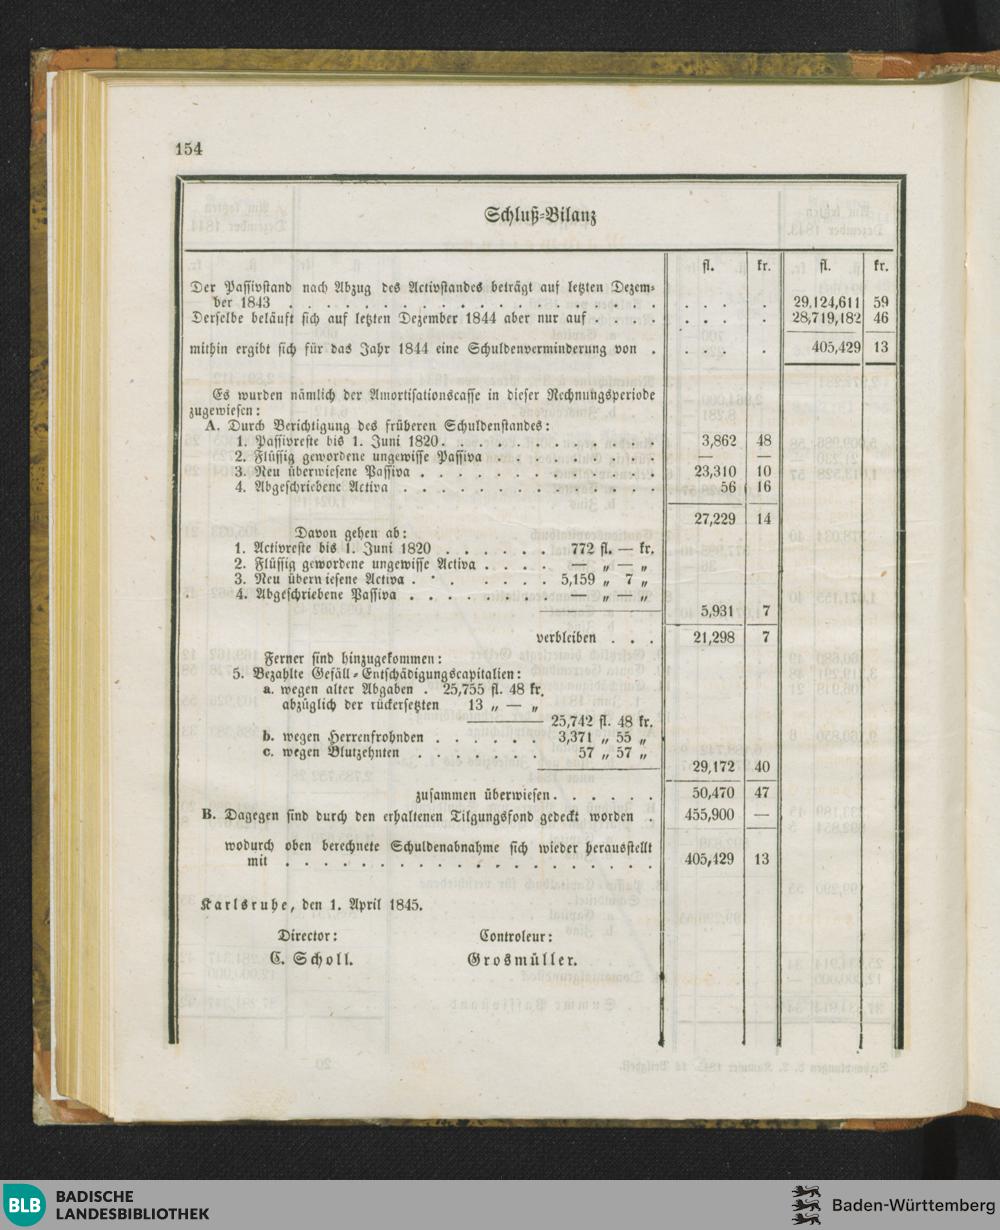 154
Schluß-Bilanz
fl. kr. fl. kr.
Der Passivstand nach Abzug des Activstandes beträgt auf letzten Dezem-
ber 1843 . . . . . . . . . . . . . . . . . . . . . . 29,124,611 59
Derselbe beläuft sich auf letzten Dezember 1844 aber nur auf . . . . . . . . 28,719,182 46
mithin ergibt sich für das Jahr 1844 eine Schuldenverminderung von . . . . . 405,429 13
Es wurden nämlich der Amortisationscasse in dieser Rechnungsperiode
zugewiesen:
A. Durch Berichtigung des früheren Schuldenstandes:
1. Passivreste bis 1. Juni 1820 . . . . . . . . . . . . 3,862 48
2. Flüssig gewordene ungewisse Passiva . . . . . . . . . — —
3. Neu überwiesene Passiva . . . . . . . . . . . . . 23,310 10
4. Abgeschriebene Activa . . . . . . . . . . . . . . 56 16
27,229 14
Davon gehen ab:
1. Activreste bis 1. Juni 1820 . . . . . . 772 fl. — kr.
2. Flüssig gewordene ungewisse Activa . . . . — „ — „
3. Neu überwiesene Activa . . . . . . . 5,159 „ 7 „
4. Abgeschriebene Passiva . . . . . . . . — „ — „
5,931 7
verbleiben . . . 21,298 7
Ferner sind hinzugekommen:
5. Bezahlte Gefäll-Entschädigungscapitalien:
a. wegen alter Abgaben . 25,755 fl. 48 kr.
abzüglich der rückersetzten 13 „ — „
25,742 fl. 48 kr.
b. wegen Herrenfrohnden . . . . . 3,371 „ 55 „
c. wegen Blutzehnten . . . . . . . 57 „ 57 „
29,172 40
zusammen überwiesen . . . . . . 50,470 47
B. Dagegen sind durch den erhaltenen Tilgungsfond gedeckt worden . 455,900 —
wodurch oben berechnete Schuldenabnahme sich wieder herausstellt
mit . . . . . . . . . . . . . . . . . . . . 405,429 13
Karlsruhe, den 1. April 1845.
Director: Controleur:
C. Scholl. Grosmüller.
BLB BADISCHE
LANDESBIBLIOTHEK
Baden-Württemberg